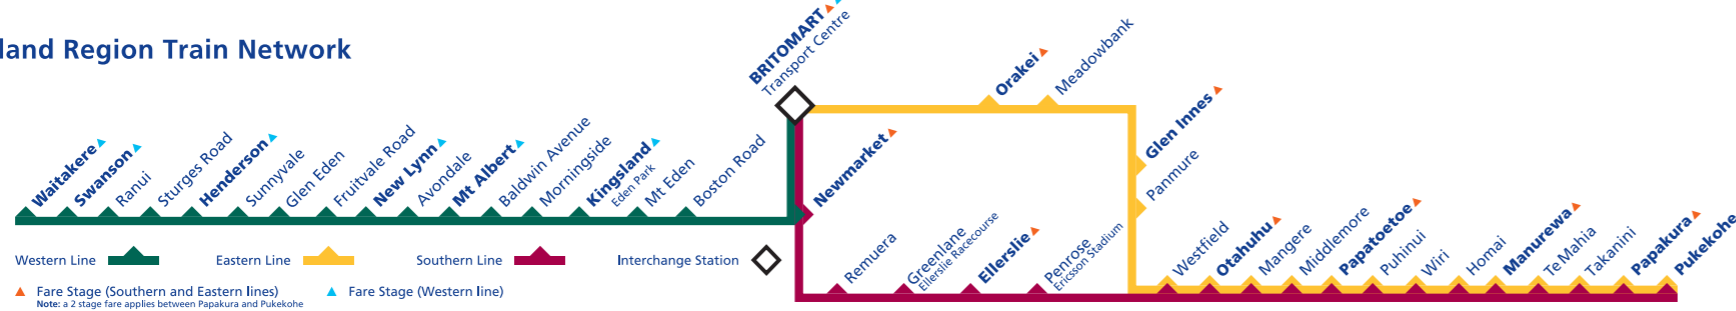 land Region Train Network
BRITOMART
Transport Centre
Orakei
Meadowbank
Glen Innes
Panmure
Newmarket
Waitakere
Swanson
Ranui
Sturges Road
Henderson
Sunnyvale
Glen Eden
Fruitvale Road
New Lynn
Avondale
Mt Albert
Baldwin Avenue
Morningside
Kingsland
Eden Park
Mt Eden
Boston Road
Remuera
Greenlane
Ellerslie Racecourse
Ellerslie
Penrose
Ericsson Stadium
Westfield
Otahuhu
Mangere
Middlemore
Papatoetoe
Puhinui
Wiri
Homai
Manurewa
TeMahia
Takanini
Papakura
Pukekohe
Western Line
Eastern Line
Southern Line
Interchange Station
Fare Stage (Southern and Eastern lines)
Fare Stage (Western line)
Note: a 2 stage fare applies between Papakura and Pukekohe